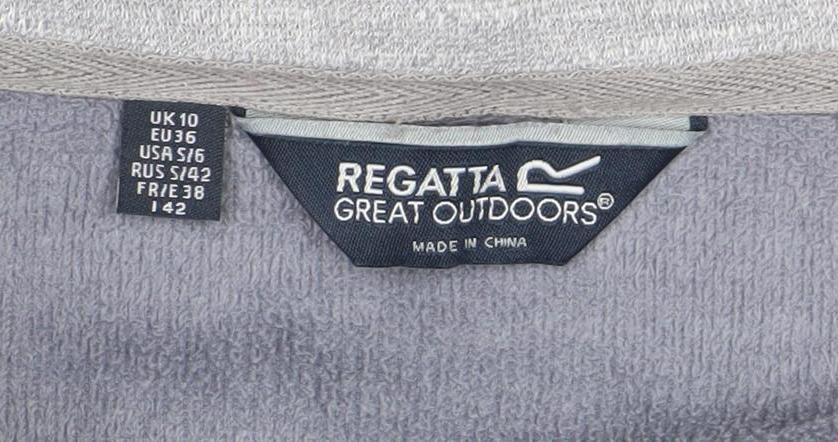 UK 10
EU 36
USA S/6
RUS S/42
FR/E 38
I 42
REGATTA
GREAT OUTDOORS®
MADE IN CHINA